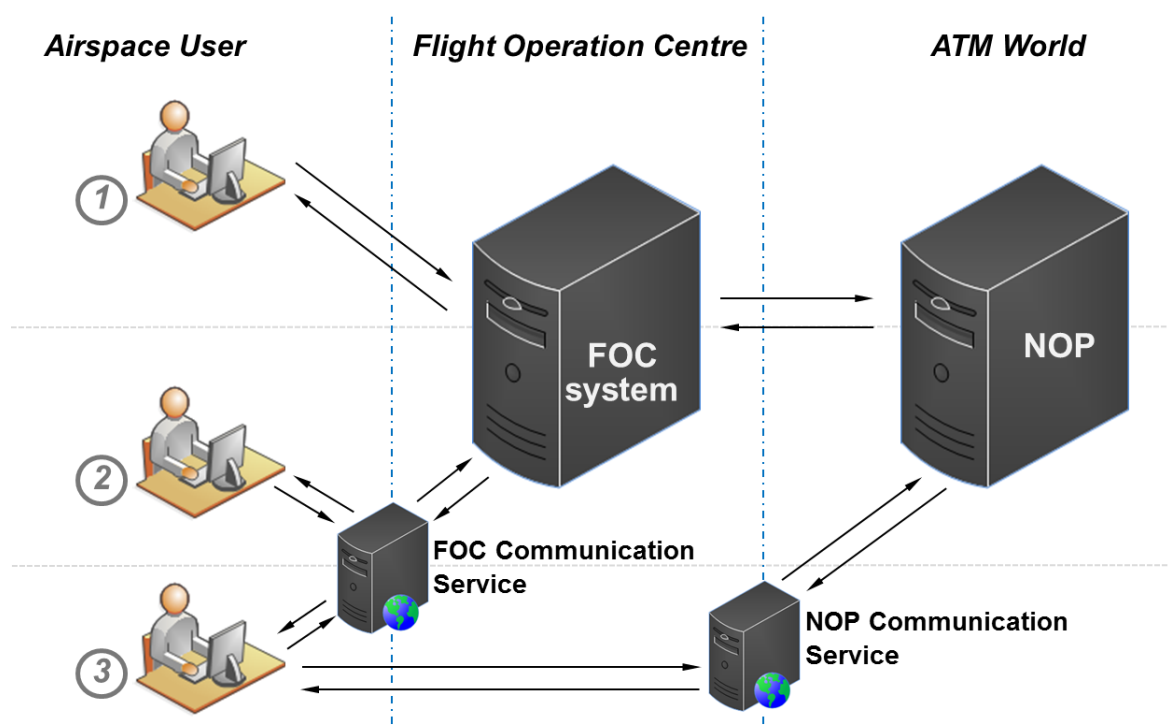 Airspace User
Flight Operation Centre
ATM World
1
FOC
system
NOP
2
FOC Communication
Service
NOP Communication
Service
3